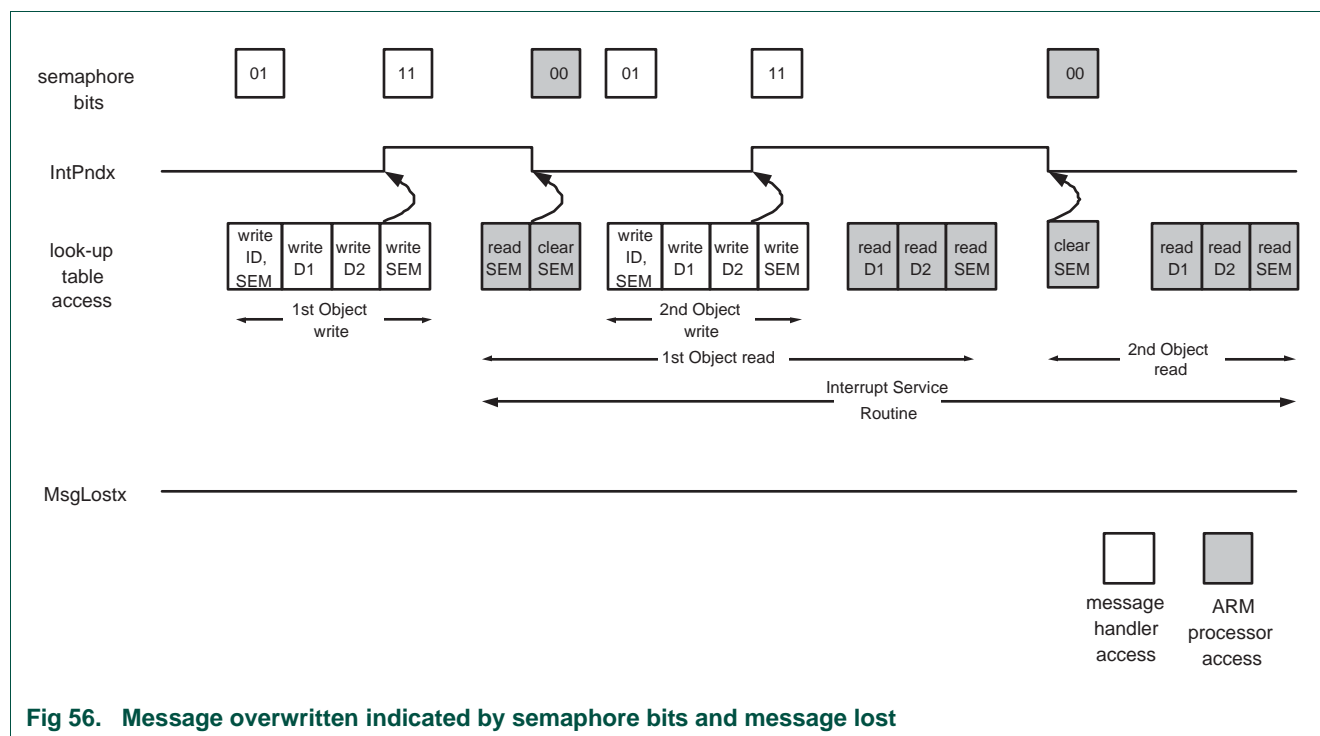 semaphore
bits
01
11
00
01
11
00
IntPndx
look-up
table
access
write
ID,
SEM
write
D1
write
D2
write
SEM
read
SEM
clear
SEM
write
ID,
SEM
write
D1
write
D2
write
SEM
read
D1
read
D2
read
SEM
clear
SEM
read
D1
read
D2
read
SEM
1st Object
write
2nd Object
write
1st Object read
2nd Object
read
Interrupt Service
Routine
MsgLostx
message
handler
access
ARM
processor
access
Fig 56. Message overwritten indicated by semaphore bits and message lost